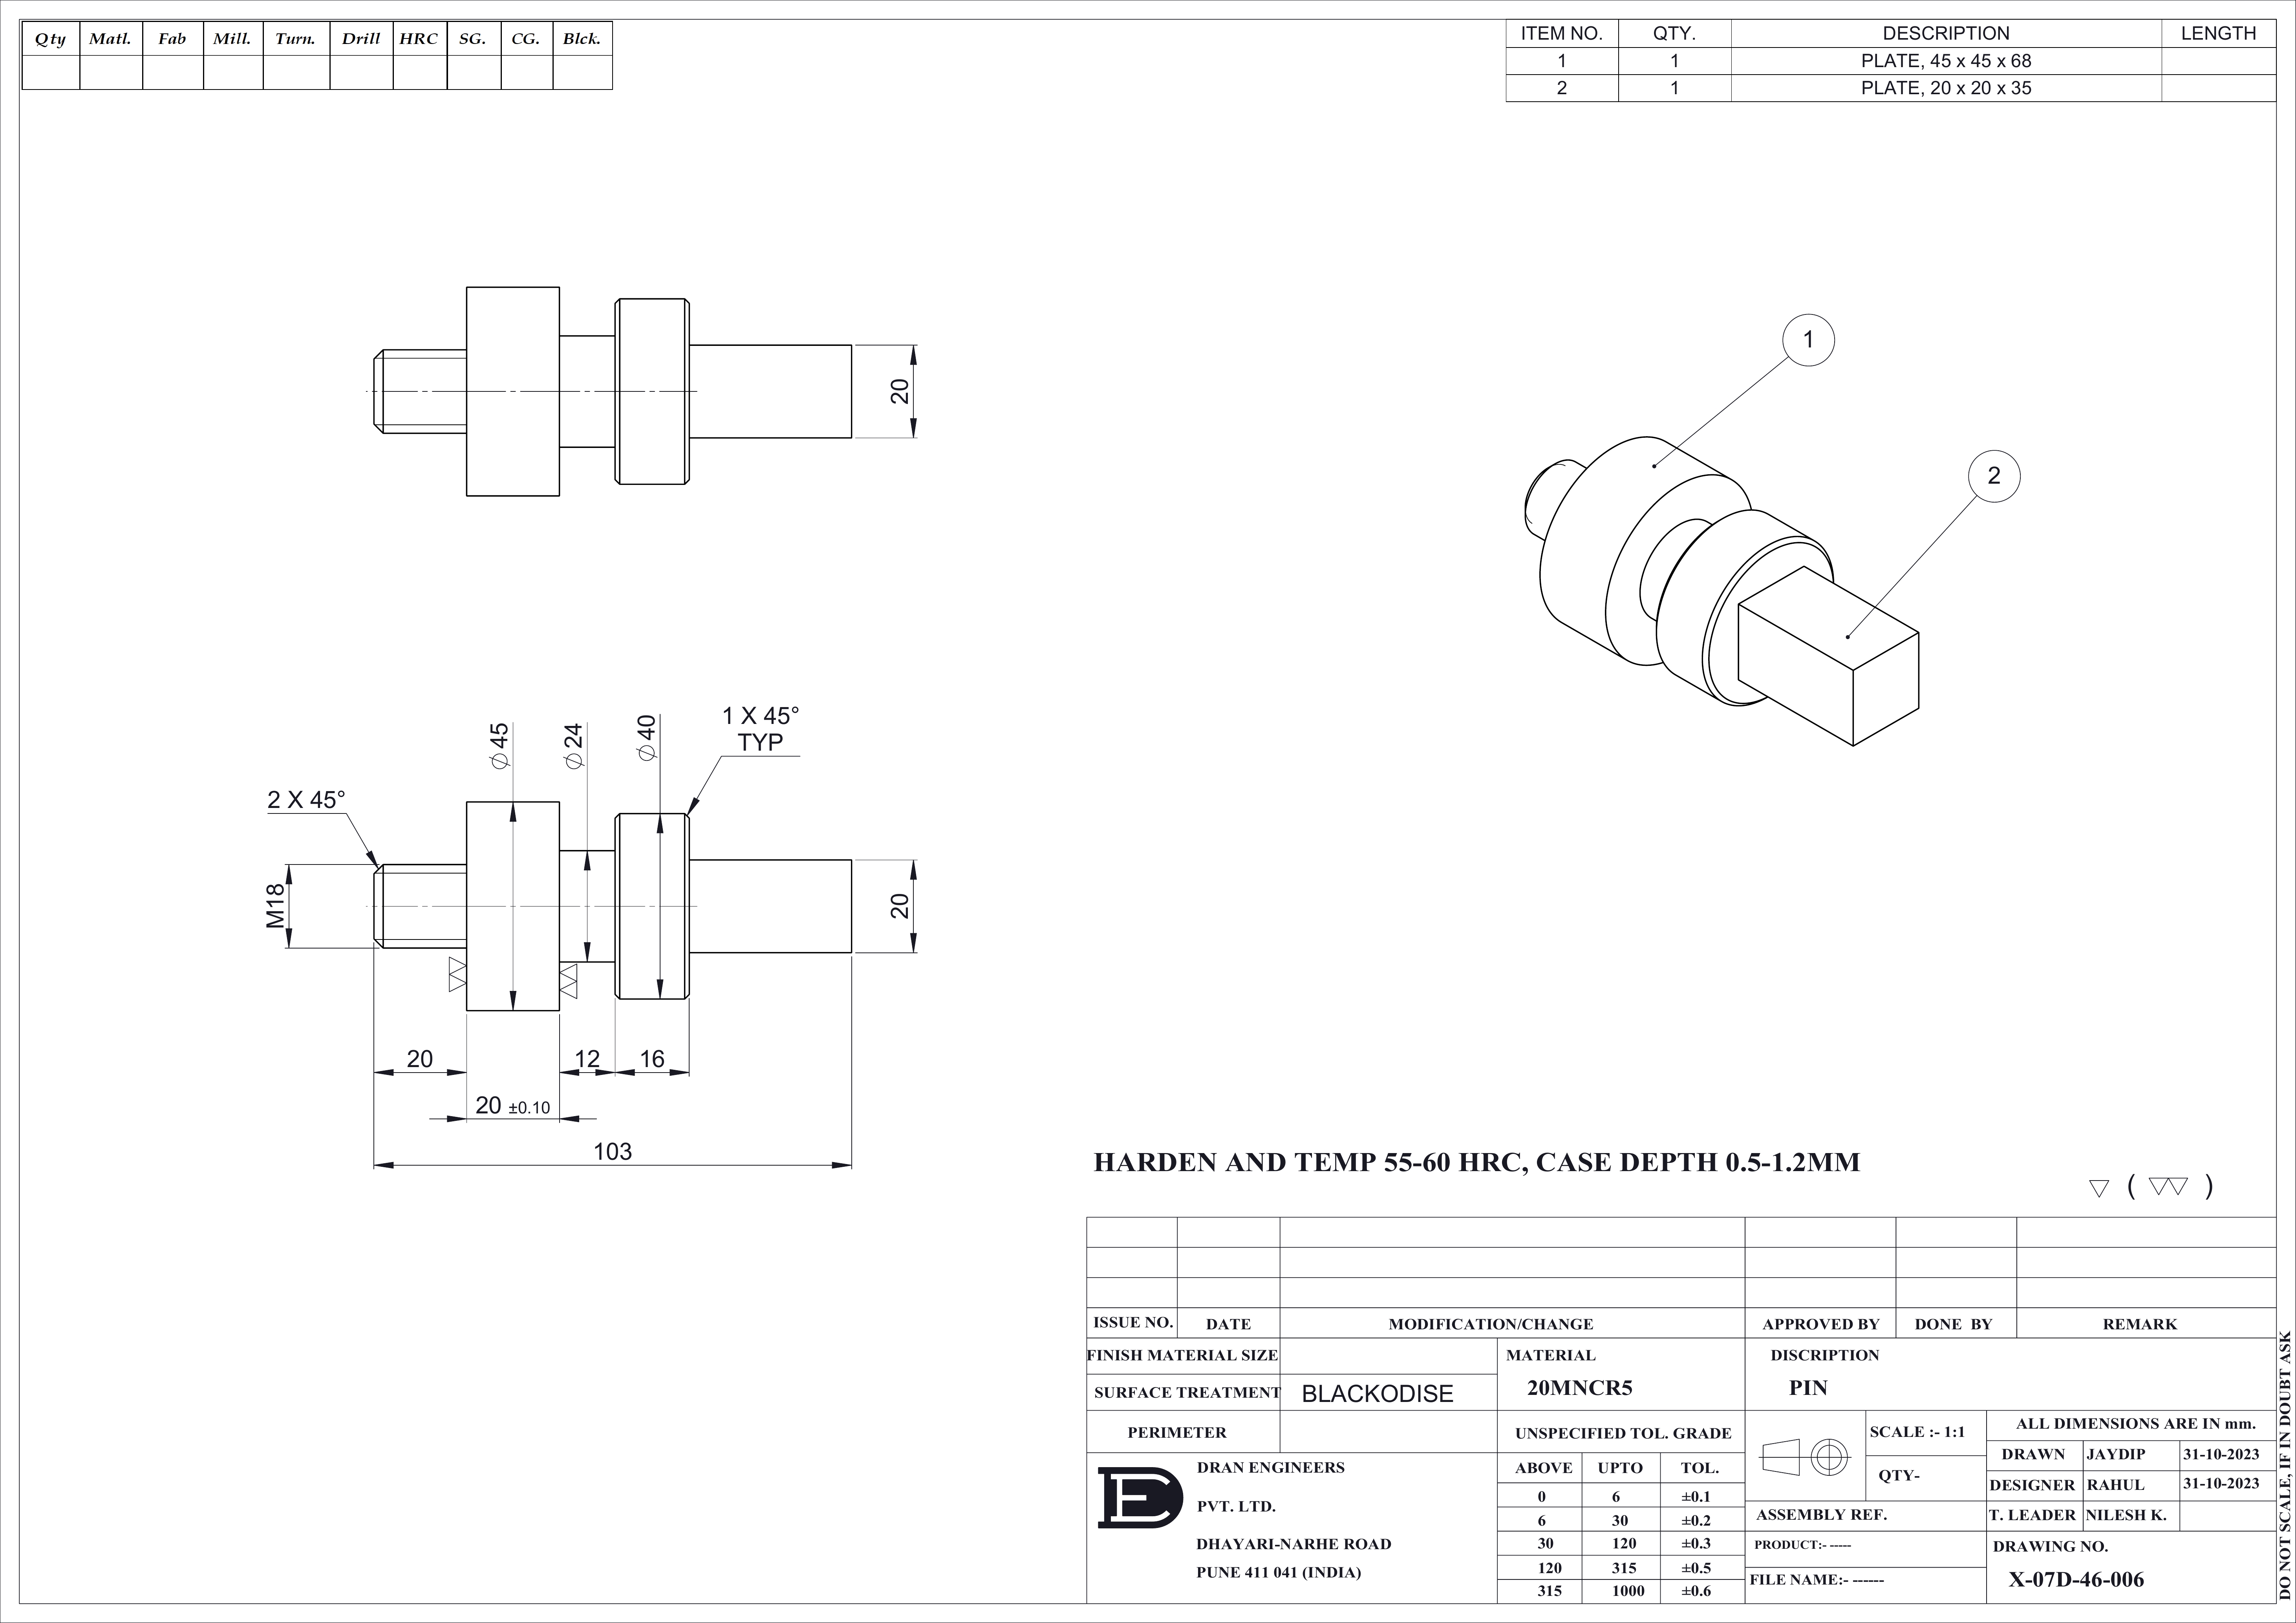 Qty Matl. Fab Mill. Turn. Drill HRC SG. CG. Blck.
ITEM NO. QTY. DESCRIPTION LENGTH
1 1 PLATE, 45 x 45 x 68
2 1 PLATE, 20 x 20 x 35
20
1
2
2 X 45°
⌀45
⌀24
⌀40
1 X 45°
TYP
M18
20
20
12
16
20 ±0.10
103
HARDEN AND TEMP 55-60 HRC, CASE DEPTH 0.5-1.2MM
( )
ISSUE NO. DATE MODIFICATION/CHANGE APPROVED BY DONE BY REMARK
FINISH MATERIAL SIZE
SURFACE TREATMENT BLACKODISE
PERIMETER
MATERIAL
20MNCR5
DISCRIPTION
PIN
UNSPECIFIED TOL. GRADE
ABOVE UPTO TOL.
0 6 ±0.1
6 30 ±0.2
30 120 ±0.3
120 315 ±0.5
315 1000 ±0.6
DRAN ENGINEERS
PVT. LTD.
DHAYARI-NARHE ROAD
PUNE 411 041 (INDIA)
SCALE :- 1:1
QTY-
ALL DIMENSIONS ARE IN mm.
DRAWN JAYDIP 31-10-2023
DESIGNER RAHUL 31-10-2023
T. LEADER NILESH K.
ASSEMBLY REF.
PRODUCT:- -----
FILE NAME:- ------
DRAWING NO.
X-07D-46-006
DO NOT SCALE, IF IN DOUBT ASK